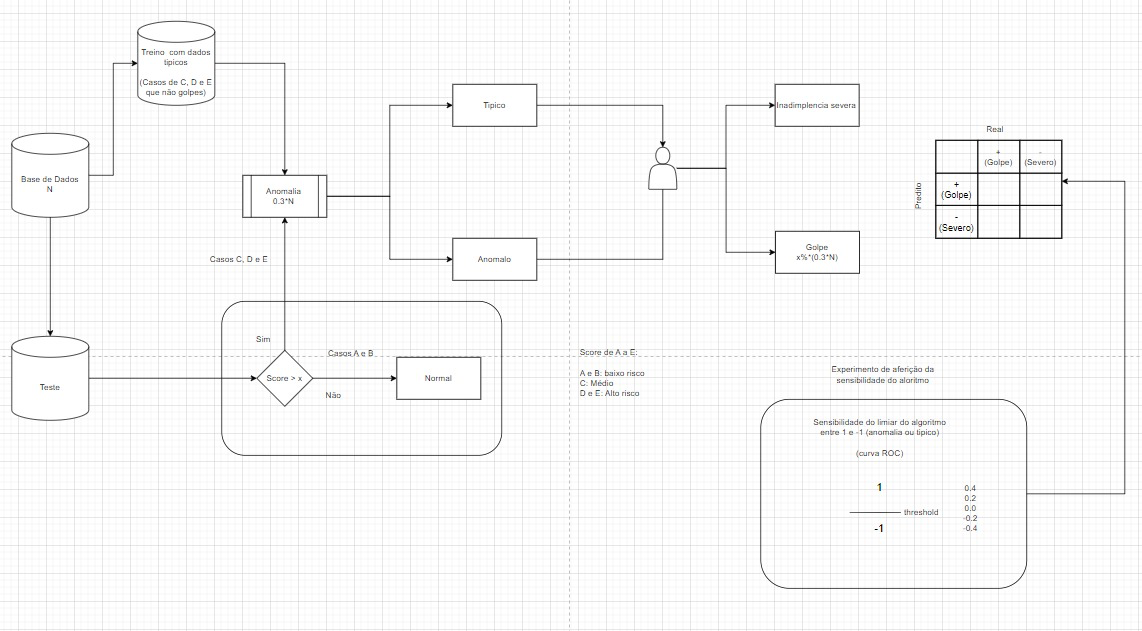 Treino com dados
tipicos
(Casos de C, D e E
que não golpes)
Base de Dados
N
Anomalia
0.3*N
Tipico
Anomalo
Inadimplencia severa
Golpe
x%*(0.3*N)
Real
+
(Golpe)
-
(Severo)
Predito
+
(Golpe)
-
(Severo)
Casos C, D e E
Sim
Casos A e B
Teste
Score > x
Normal
Não
Score de A a E:
A e B: baixo risco
C: Médio
D e E: Alto risco
Experimento de aferição da
sensibilidade do aloritmo
Sensibilidade do limiar do algoritmo
entre 1 e -1 (anomalia ou tipico)
(curva ROC)
1
threshold
-1
0.4
0.2
0.0
-0.2
-0.4